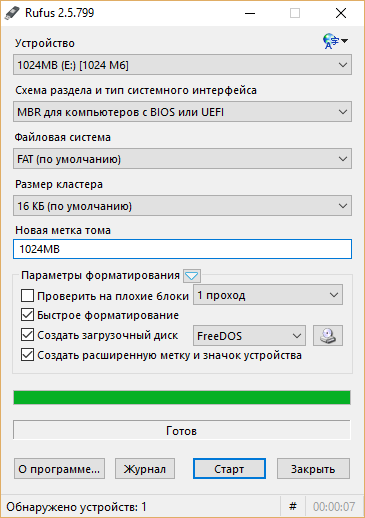 Rufus 2.5.799
Устройство
1024MB (E:) [1024 М6]
Схема раздела и тип системного интерфейса
MBR для компьютеров с BIOS или UEFI
Файловая система
FAT (по умолчанию)
Размер кластера
16 КБ (по умолчанию)
Новая метка тома
1024MB
Параметры форматирования
Проверить на плохие блоки 1 проход
Быстрое форматирование
Создать загрузочный диск FreeDOS
Создать расширенную метку и значок устройства
Готов
О программе... Журнал Старт Закрыть
Обнаружено устройств: 1 # 00:00:07